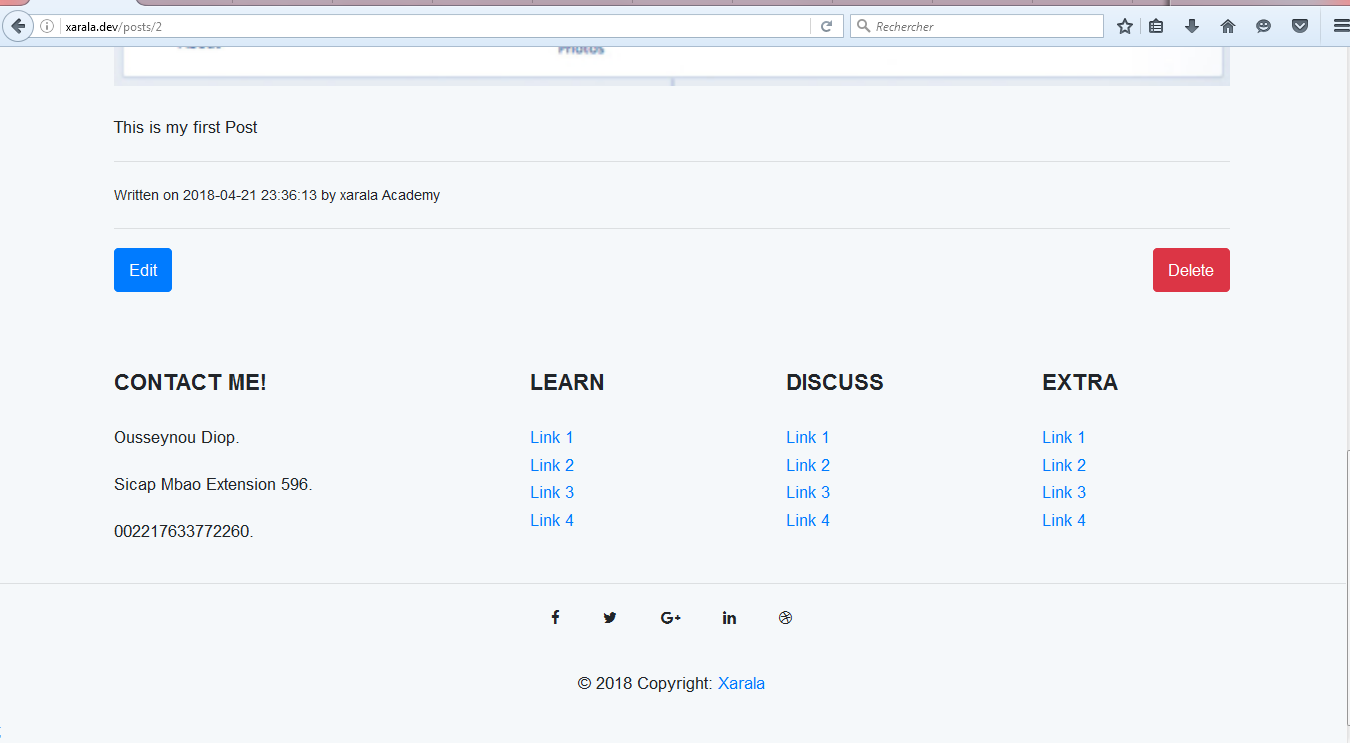 xarala.dev/posts/2
Rechercher
Photos
This is my first Post
Written on 2018-04-21 23:36:13 by xarala Academy
Edit
Delete
CONTACT ME!
LEARN
DISCUSS
EXTRA
Ousseynou Diop.
Sicap Mbao Extension 596.
002217633772260.
Link 1
Link 2
Link 3
Link 4
Link 1
Link 2
Link 3
Link 4
Link 1
Link 2
Link 3
Link 4
© 2018 Copyright: Xarala